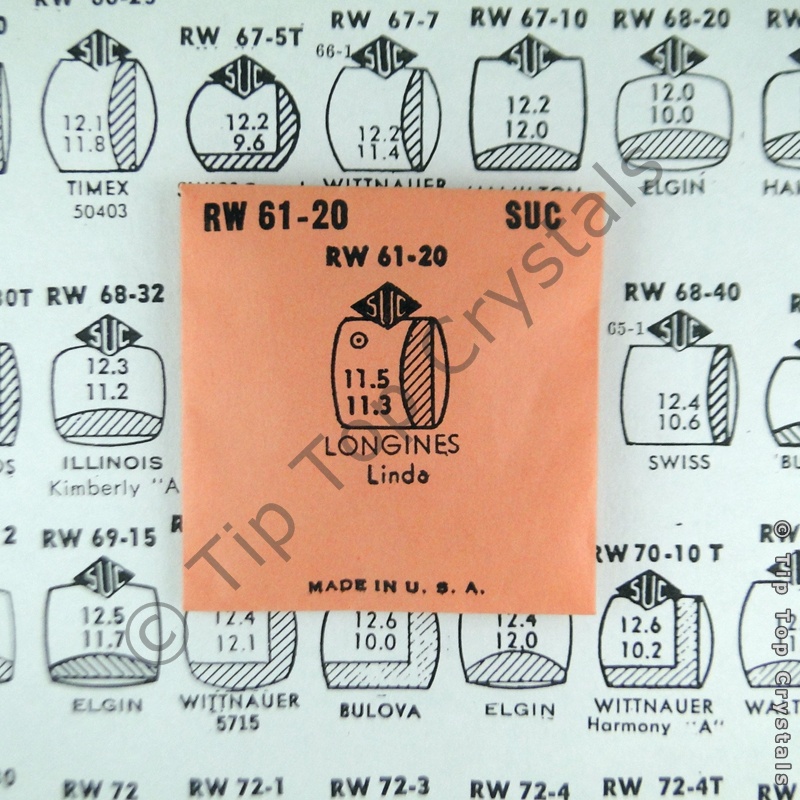 RW 67-5T
RW 67-7
RW 67-10
RW 68-20
66-1
SUC
SUC
SUC
SUC
SUC
12.1
11.8
12.2
9.6
12.2
11.4
12.2
12.0
12.0
10.0
TIMEX
50403
WITTNAUER
HAMILTON
ELGIN
RW 61-20 SUC
RW 61-20
SUC
11.5
11.3
LONGINES
Linda
MADE IN U. S. A.
RW 68-32
SUC
12.3
11.2
ILLINOIS
Kimberly "A
RW 68-40
65-1
SUC
12.4
10.6
SWISS
RW 69-15
SUC
12.5
11.7
ELGIN
12.4
12.1
WITTNAUER
5715
12.6
10.0
BULOVA
12.4
12.0
ELGIN
RW 70-10 T
SUC
12.6
10.2
WITTNAUER
Harmony "A"
RW 72
RW 72-1
RW 72-3
RW 72-4
RW 72-4T
© Tip Top Crystals
© Tip Top Crystals